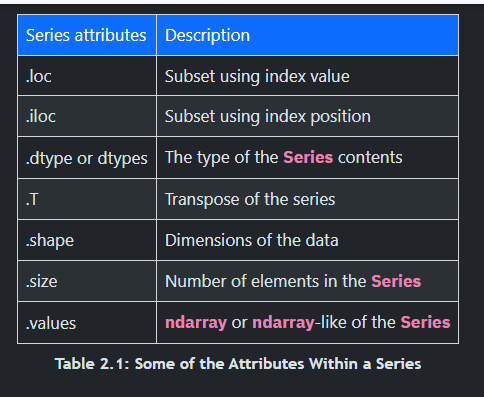 Series attributes Description
.loc Subset using index value
.iloc Subset using index position
.dtype or dtypes The type of the Series contents
.T Transpose of the series
.shape Dimensions of the data
.size Number of elements in the Series
.values ndarray or ndarray-like of the Series
Table 2.1: Some of the Attributes Within a Series